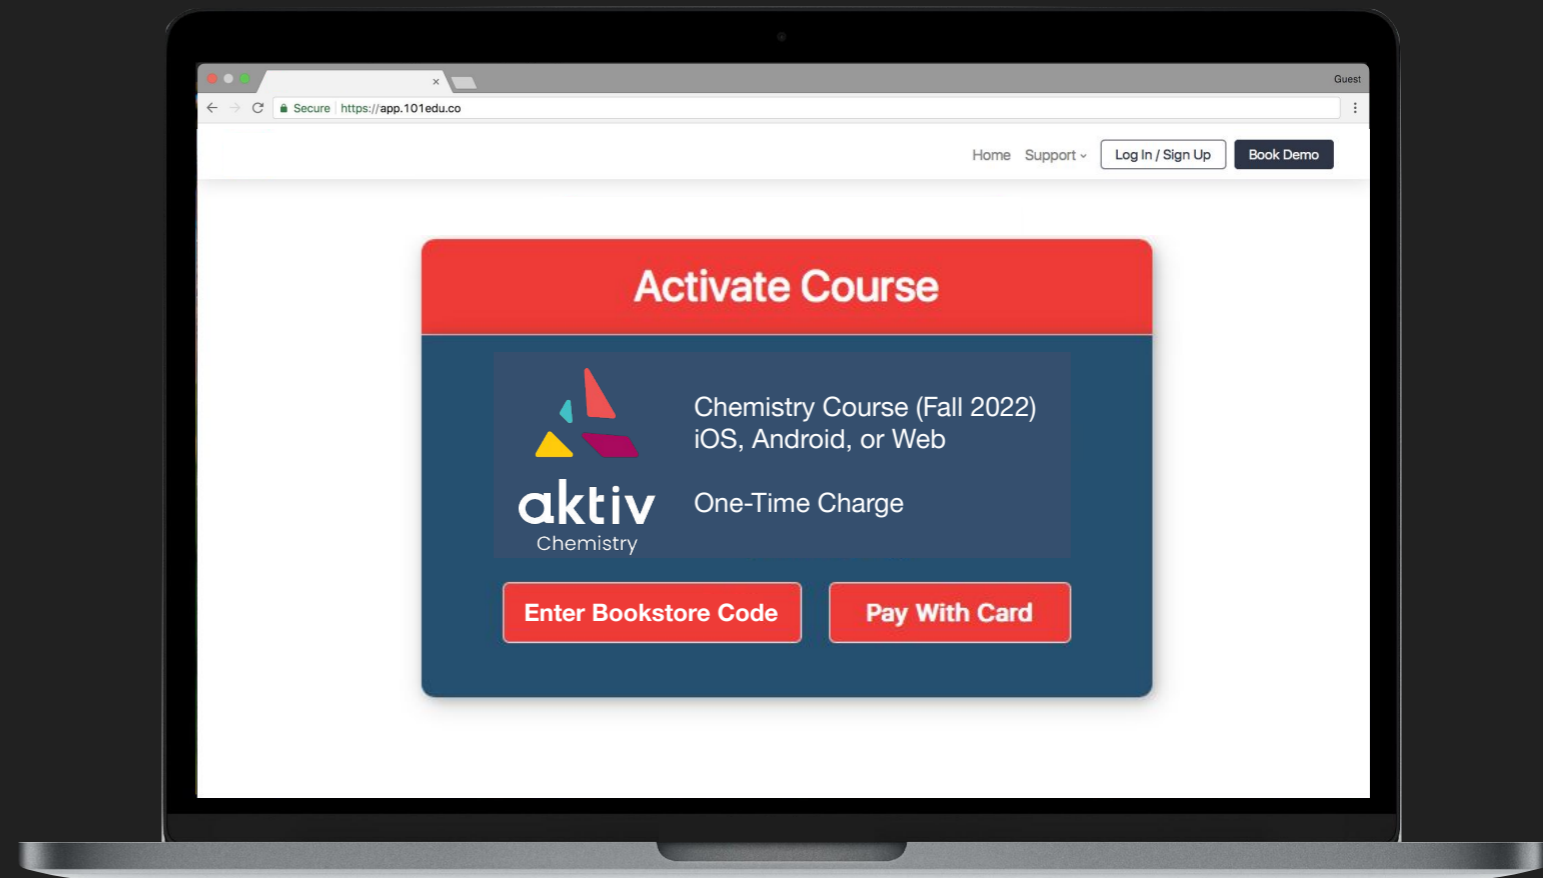 Guest
Secure https://app.101edu.co
Home Support Log In / Sign Up Book Demo
Activate Course
Chemistry Course (Fall 2022)
iOS, Android, or Web
aktiv
Chemistry
One-Time Charge
Enter Bookstore Code Pay With Card